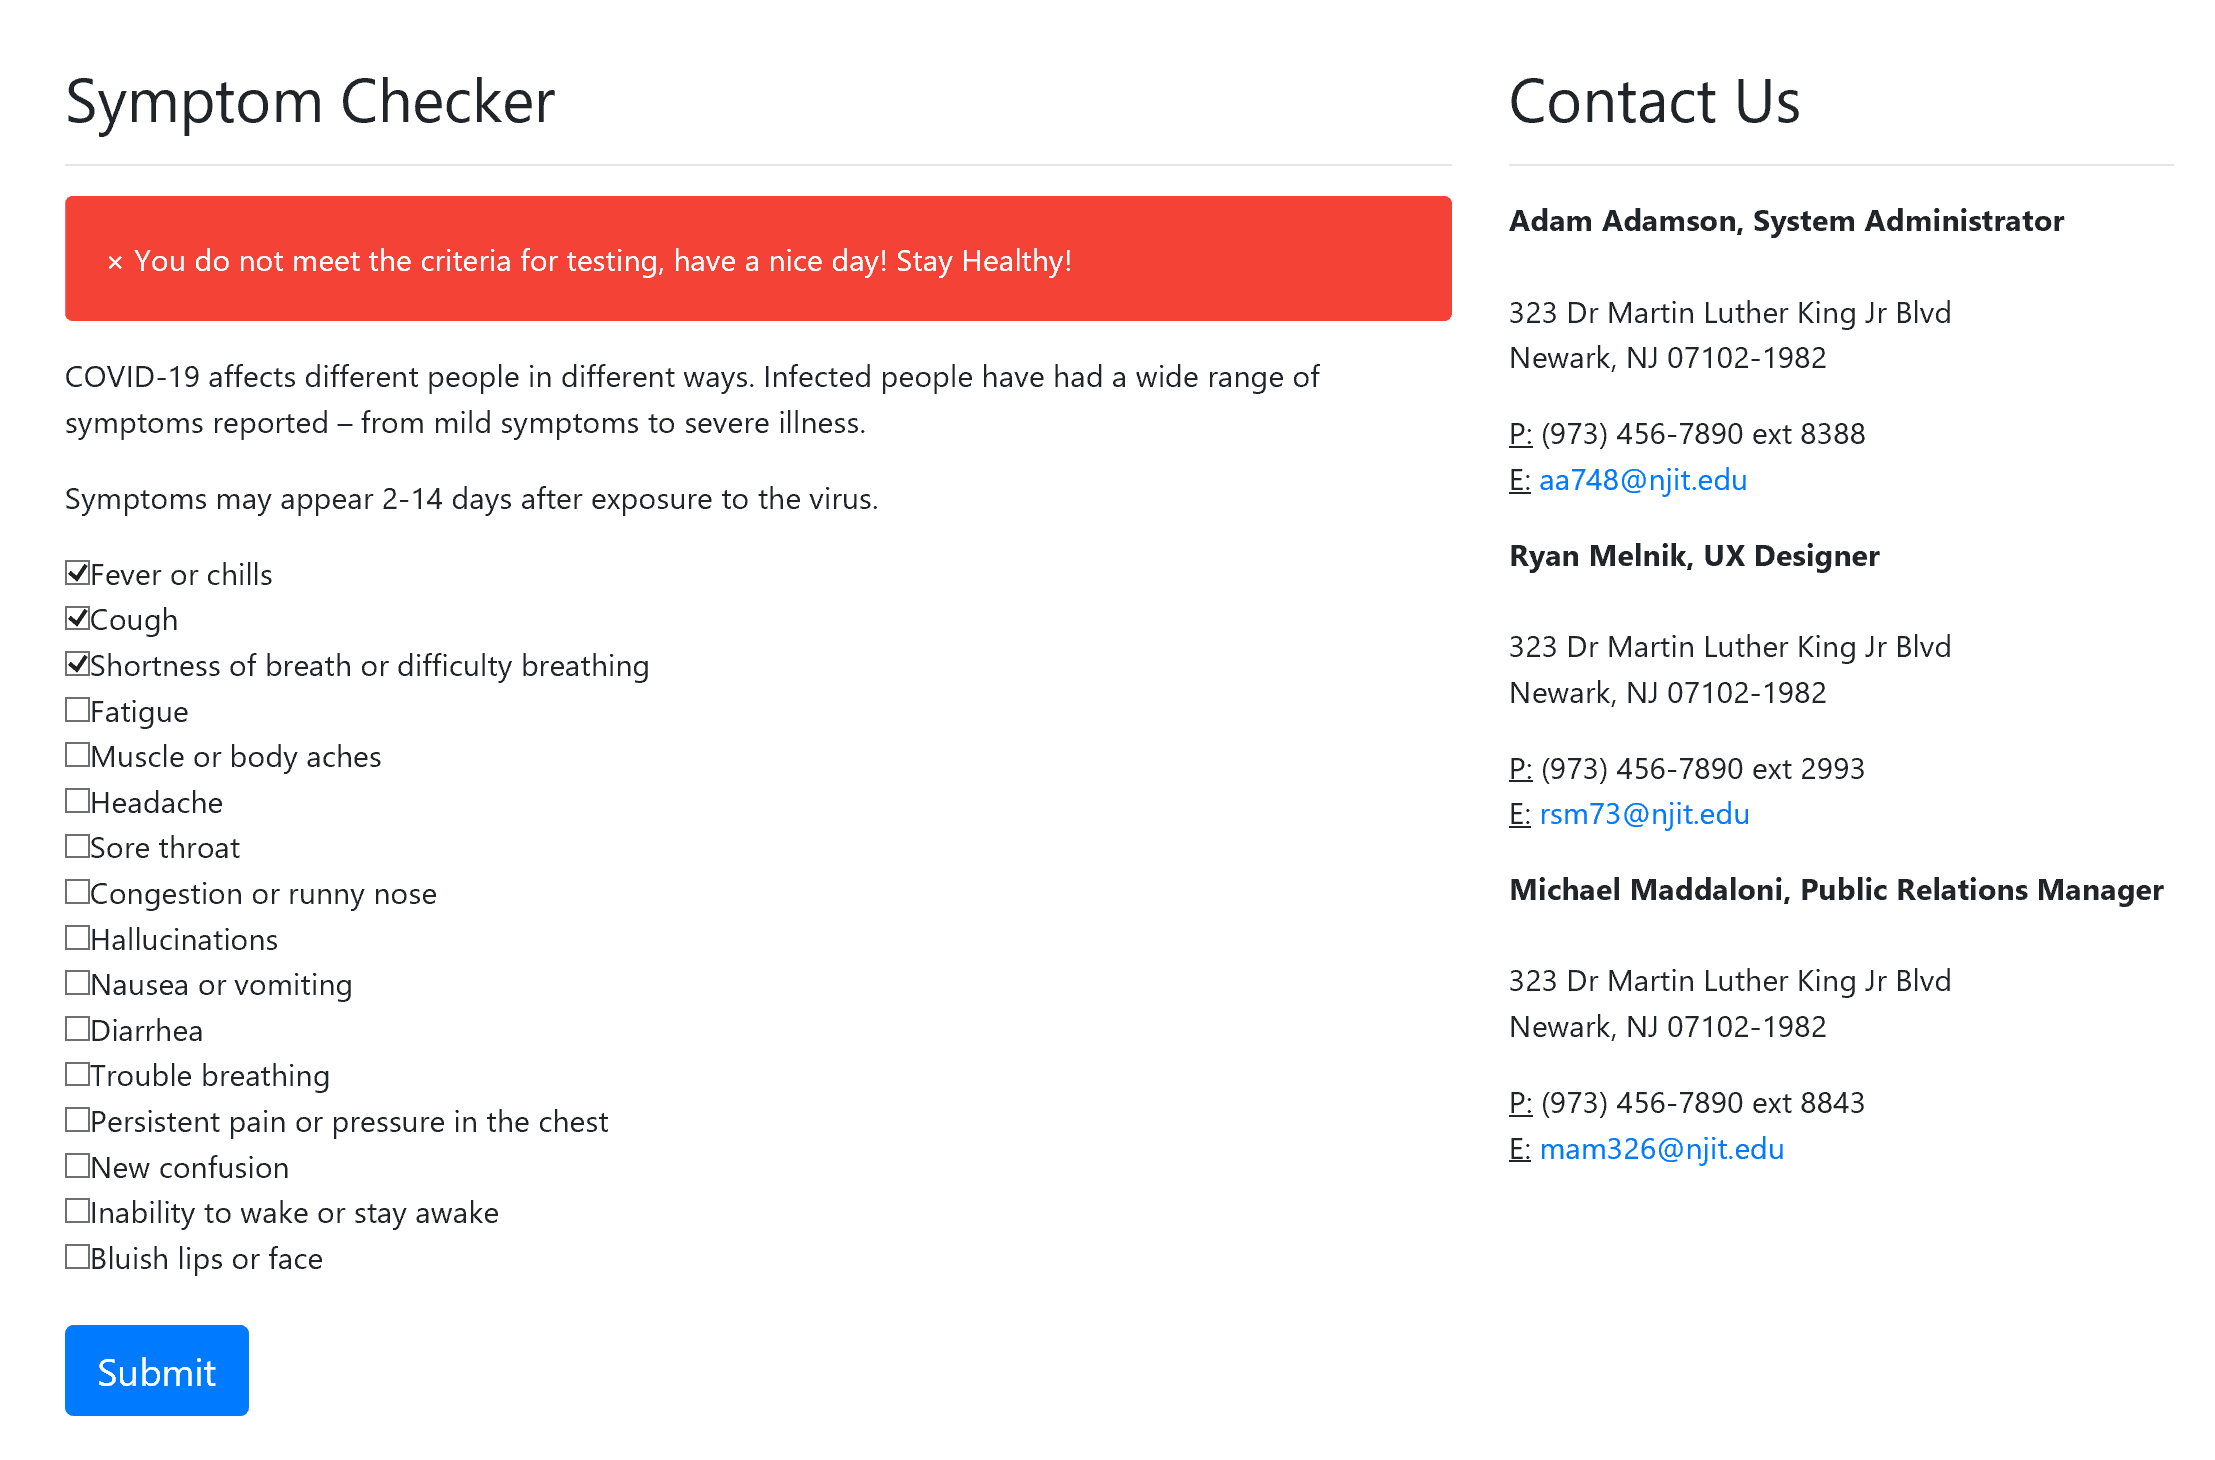 Symptom Checker
× You do not meet the criteria for testing, have a nice day! Stay Healthy!
COVID-19 affects different people in different ways. Infected people have had a wide range of
symptoms reported – from mild symptoms to severe illness.
Symptoms may appear 2-14 days after exposure to the virus.
Fever or chills
Cough
Shortness of breath or difficulty breathing
Fatigue
Muscle or body aches
Headache
Sore throat
Congestion or runny nose
Hallucinations
Nausea or vomiting
Diarrhea
Trouble breathing
Persistent pain or pressure in the chest
New confusion
Inability to wake or stay awake
Bluish lips or face
Submit
Contact Us
Adam Adamson, System Administrator
323 Dr Martin Luther King Jr Blvd
Newark, NJ 07102-1982
P: (973) 456-7890 ext 8388
E: aa748@njit.edu
Ryan Melnik, UX Designer
323 Dr Martin Luther King Jr Blvd
Newark, NJ 07102-1982
P: (973) 456-7890 ext 2993
E: rsm73@njit.edu
Michael Maddaloni, Public Relations Manager
323 Dr Martin Luther King Jr Blvd
Newark, NJ 07102-1982
P: (973) 456-7890 ext 8843
E: mam326@njit.edu